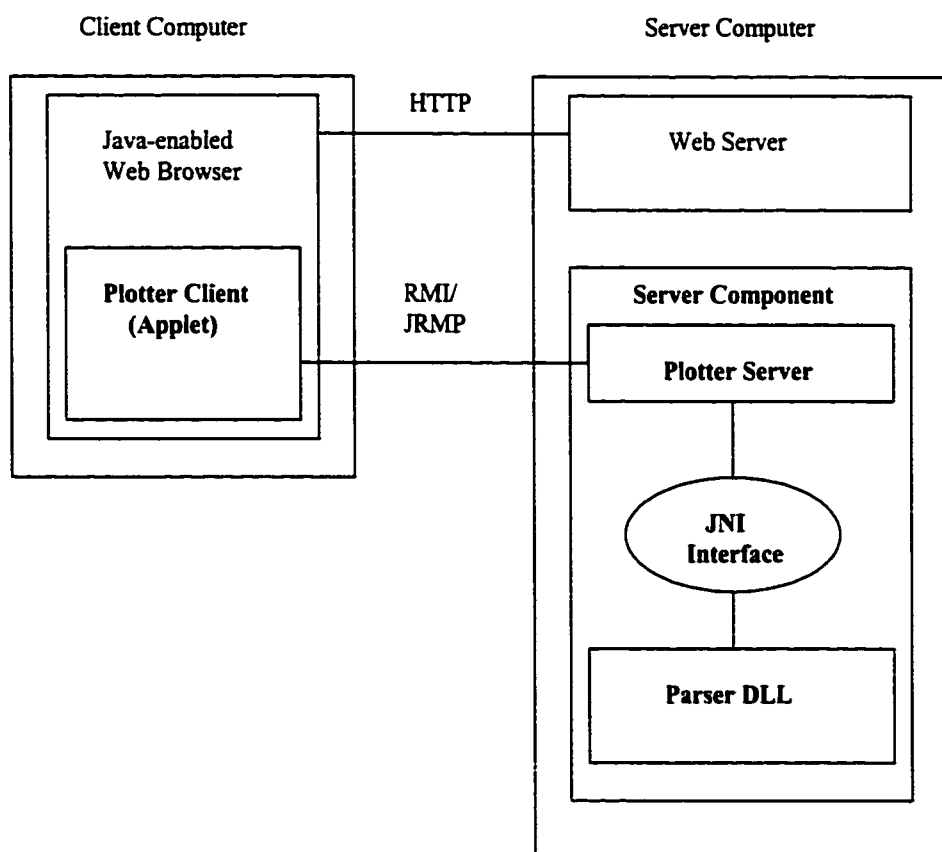 Client Computer
Server Computer
HTTP
Java-enabled
Web Browser
Web Server
Plotter Client
(Applet)
RMI/
JRMP
Server Component
Plotter Server
JNI
Interface
Parser DLL